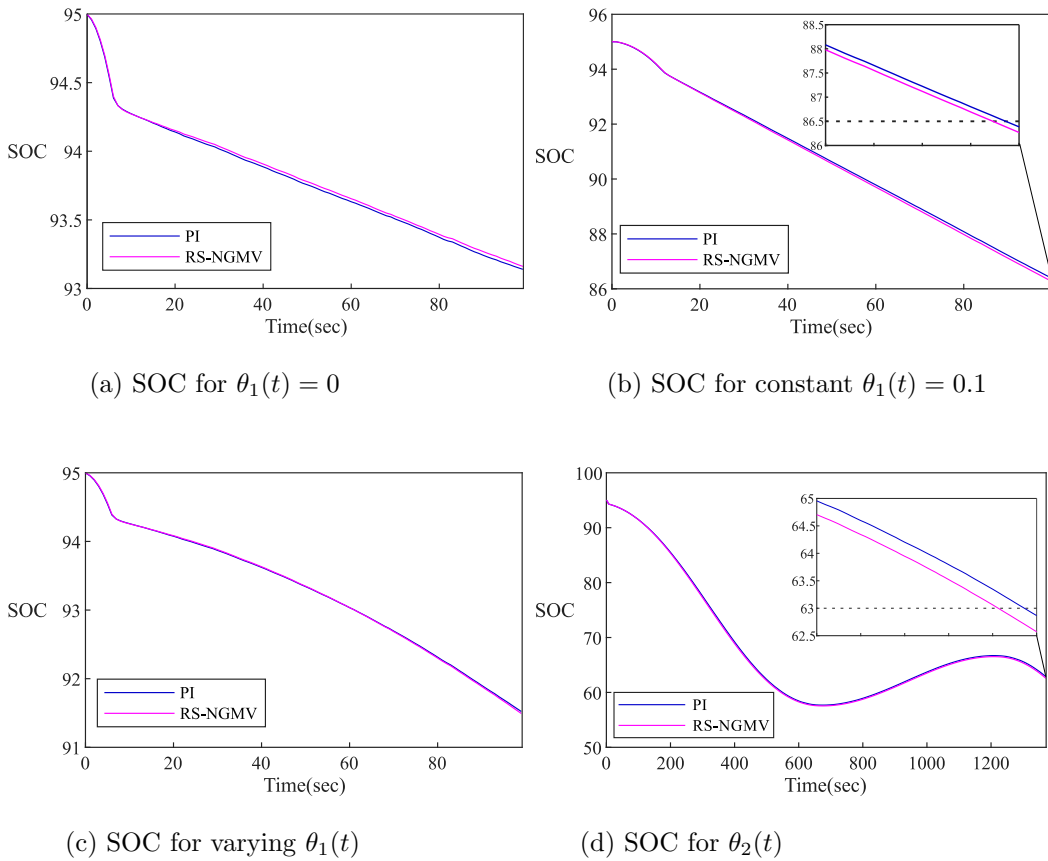 95
94.5
SOC
94
93.5
93
PI
RS-NGMV
0
20
40
60
80
Time(sec)
(a) SOC for θ₁(t) = 0
96
94
92
SOC
90
88
86
88.5
88
87.5
87
86.5
86
PI
RS-NGMV
0
20
40
60
80
Time(sec)
(b) SOC for constant θ₁(t) = 0.1
95
94
SOC
93
92
91
PI
RS-NGMV
0
20
40
60
80
Time(sec)
(c) SOC for varying θ₁(t)
100
90
80
SOC
70
60
50
65
64.5
64
63.5
63
62.5
PI
RS-NGMV
0
200
400
600
800
1000
1200
Time(sec)
(d) SOC for θ₂(t)